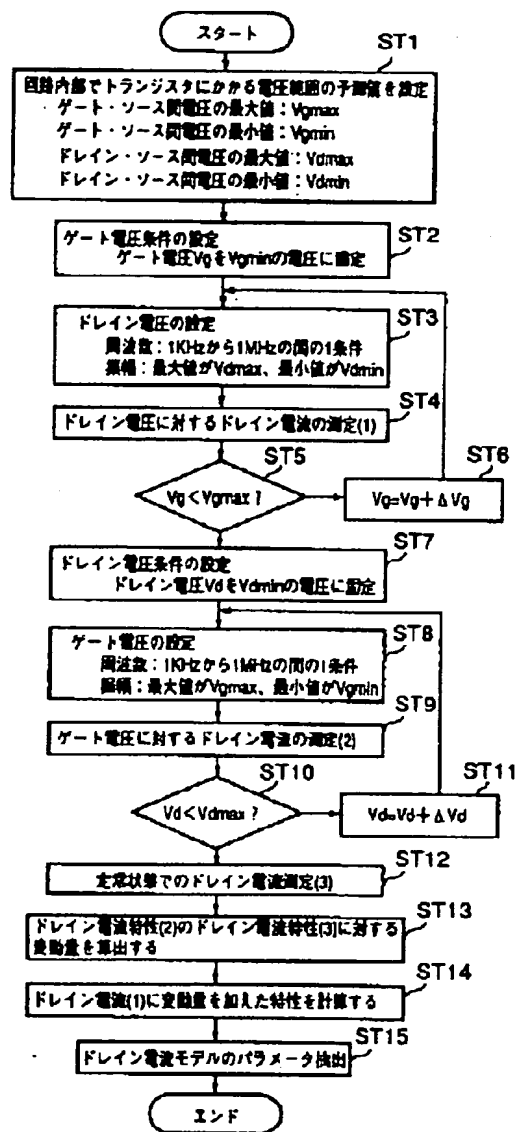 スタート
ST1
回路内部でトランジスタにかかる電圧範囲の予測値を設定
ゲート・ソース間電圧の最大値：Vgmax
ゲート・ソース間電圧の最小値：Vgmin
ドレイン・ソース間電圧の最大値：Vdmax
ドレイン・ソース間電圧の最小値：Vdmin
ST2
ゲート電圧条件の設定
ゲート電圧VgをVgminの電圧に固定
ST3
ドレイン電圧の設定
周波数：1KHzから1MHzの間の1条件
振幅：最大値がVdmax、最小値がVdmin
ST4
ドレイン電圧に対するドレイン電流の測定(1)
ST5
Vg＜Vgmax？
ST6
Vg=Vg＋ΔVg
ST7
ドレイン電圧条件の設定
ドレイン電圧VdをVdminの電圧に固定
ST8
ゲート電圧の設定
周波数：1KHzから1MHzの間の1条件
振幅：最大値がVgmax、最小値がVgmin
ST9
ゲート電圧に対するドレイン電流の測定(2)
ST10
Vd＜Vdmax？
ST11
Vd=Vd＋ΔVd
ST12
定常状態でのドレイン電流測定(3)
ST13
ドレイン電流特性(2)のドレイン電流特性(3)に対する
変動量を算出する
ST14
ドレイン電流(1)に変動量を加えた特性を計算する
ST15
ドレイン電流モデルのパラメータ抽出
エンド